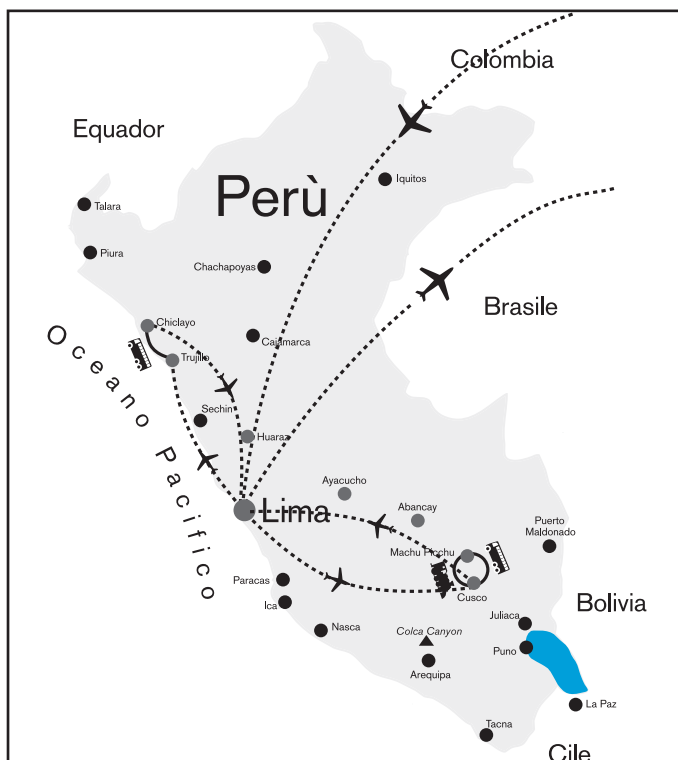 Colombia
Equador
Perù
Iquitos
Talara
Piura
Chachapoyas
Brasile
Chiclayo
Cajamarca
Trujillo
Oceano Pacifico
Sechin
Huaraz
Ayacucho
Lima
Abancay
Puerto
Maldonado
Machu Picchu
Paracas
Cusco
Ica
Bolivia
Juliaca
Nasca
Colca Canyon
Puno
Arequipa
La Paz
Tacna
Cile